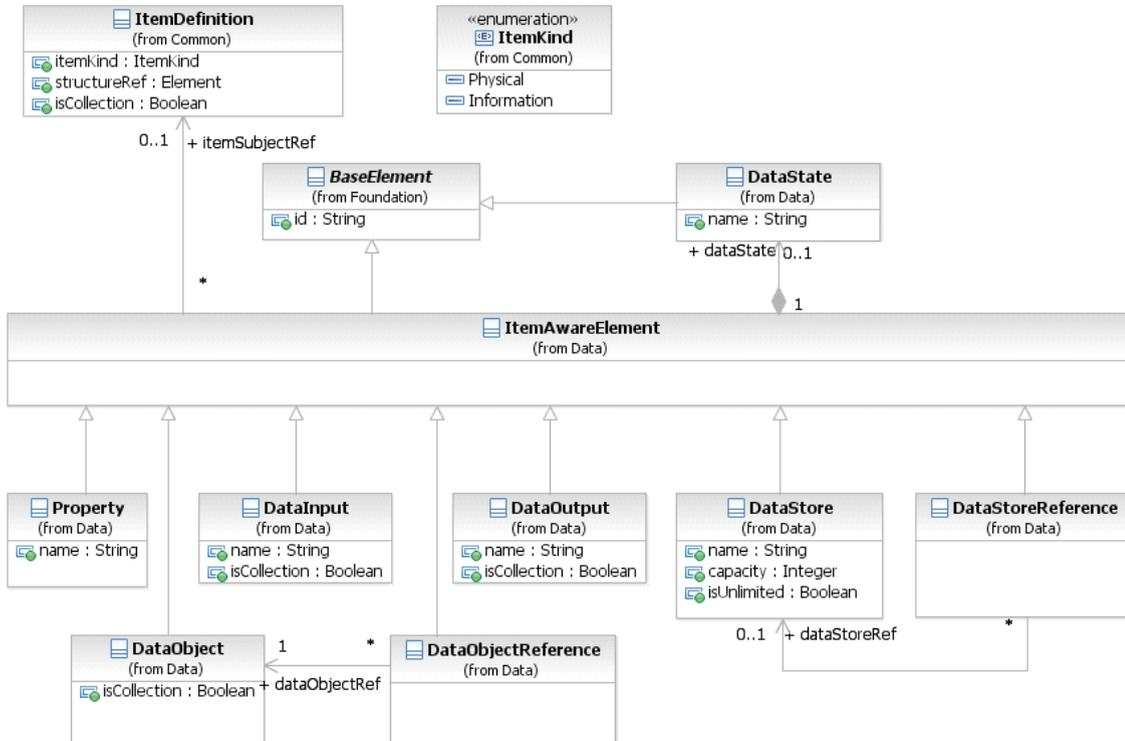 ItemDefinition
(from Common)
itemKind : ItemKind
structureRef : Element
isCollection : Boolean
«enumeration»
ItemKind
(from Common)
Physical
Information
0..1
+ itemSubjectRef
*
BaseElement
(from Foundation)
id : String
DataState
(from Data)
name : String
+ dataState
0..1
1
ItemAwareElement
(from Data)
Property
(from Data)
name : String
DataInput
(from Data)
name : String
isCollection : Boolean
DataOutput
(from Data)
name : String
isCollection : Boolean
DataStore
(from Data)
name : String
capacity : Integer
isUnlimited : Boolean
DataStoreReference
(from Data)
0..1
+ dataStoreRef
*
DataObject
(from Data)
isCollection : Boolean
1
*
+ dataObjectRef
DataObjectReference
(from Data)